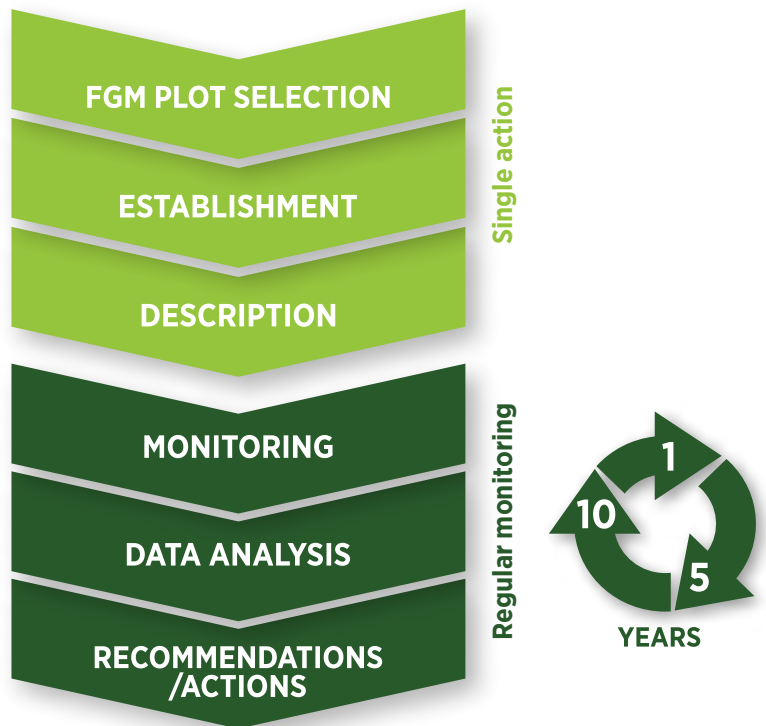 FGM PLOT SELECTION
ESTABLISHMENT
DESCRIPTION
Single action
MONITORING
DATA ANALYSIS
RECOMMENDATIONS
/ACTIONS
Regular monitoring
1
5
10
YEARS